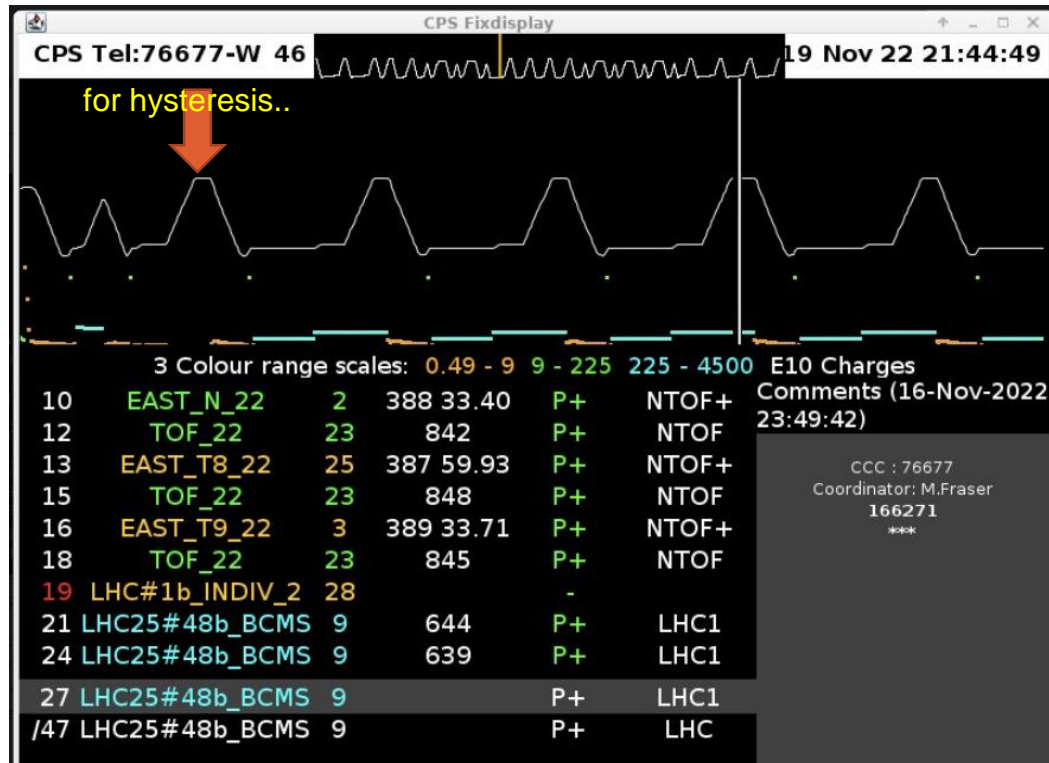 CPS Fixdisplay
CPS Tel:76677-W 46 19 Nov 22 21:44:49
for hysteresis..
3 Colour range scales: 0.49 - 9 9 - 225 225 - 4500 E10 Charges
Comments (16-Nov-2022
23:49:42)
10 EAST_N_22 2 388 33.40 P+ NTOF+
12 TOF_22 23 842 P+ NTOF
13 EAST_T8_22 25 387 59.93 P+ NTOF+
15 TOF_22 23 848 P+ NTOF
16 EAST_T9_22 3 389 33.71 P+ NTOF+
18 TOF_22 23 845 P+ NTOF
19 LHC#1b_INDIV_2 28 -
21 LHC25#48b_BCMS 9 644 P+ LHC1
24 LHC25#48b_BCMS 9 639 P+ LHC1
27 LHC25#48b_BCMS 9 P+ LHC1
/47 LHC25#48b_BCMS 9 P+ LHC
CCC : 76677
Coordinator: M.Fraser
166271
***